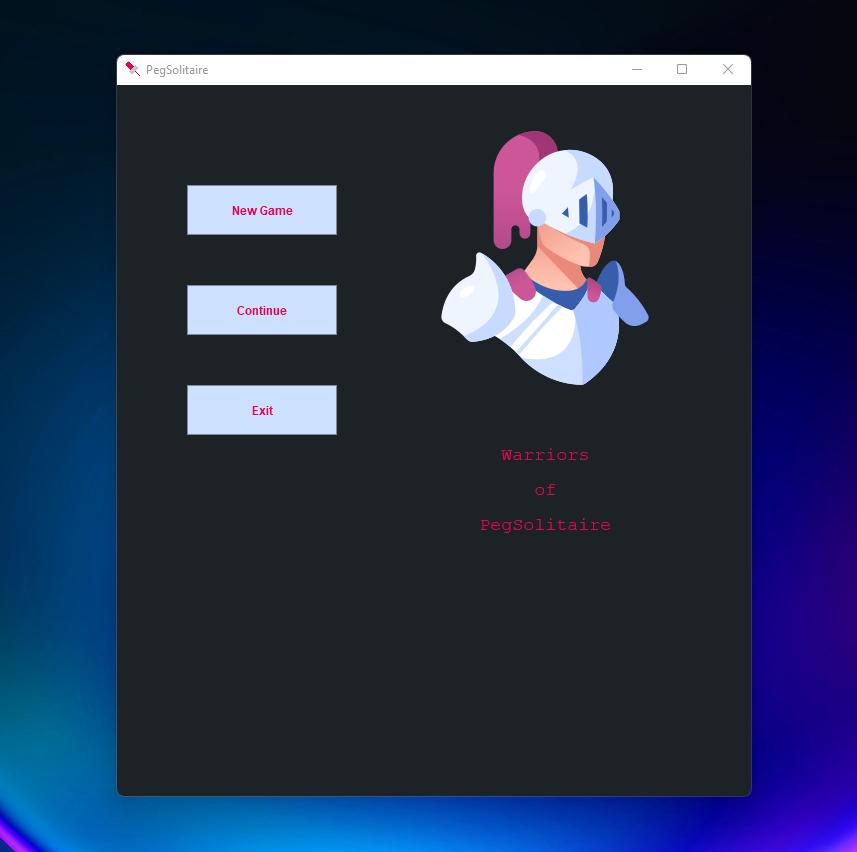 PegSolitaire
New Game
Continue
Exit
Warriors
of
PegSolitaire